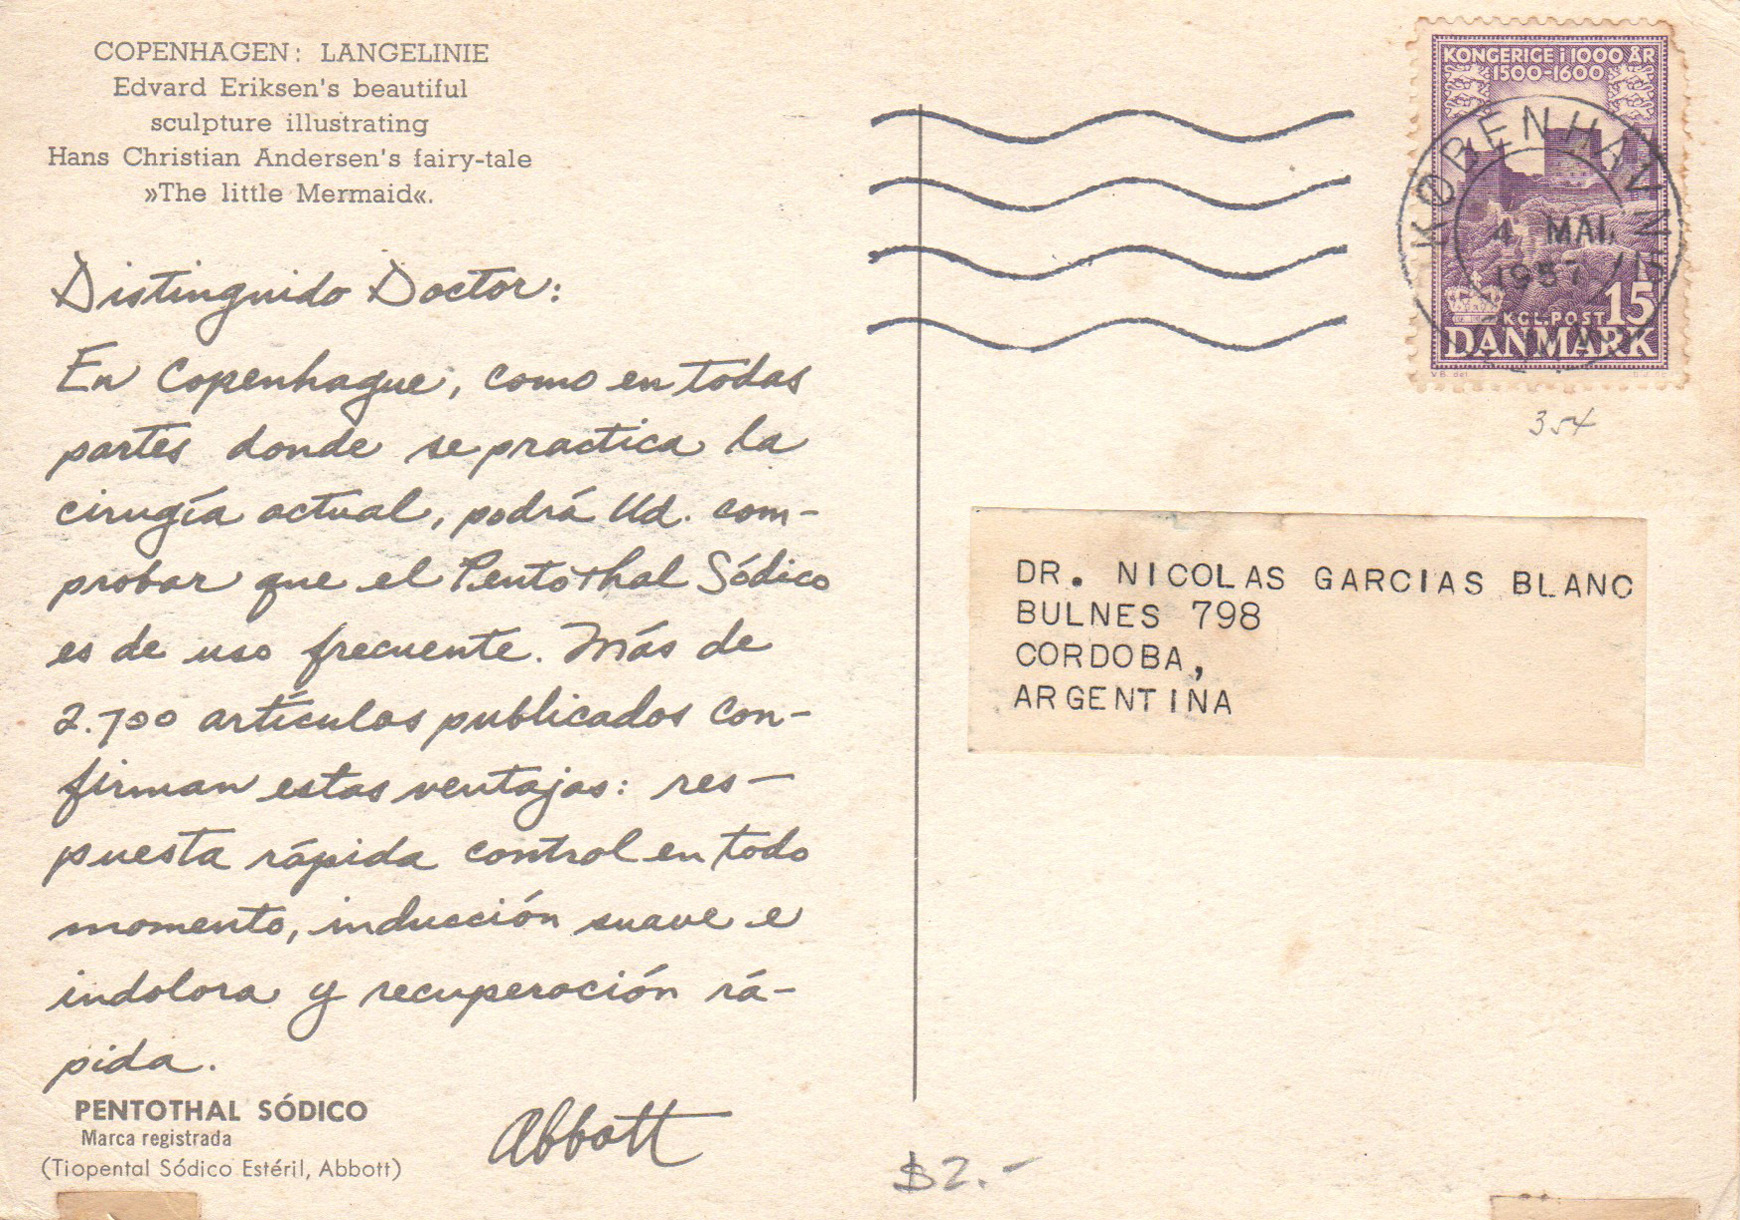 COPENHAGEN: LANGELINIE
Edvard Eriksen's beautiful
sculpture illustrating
Hans Christian Andersen's fairy-tale
»The little Mermaid«.
Distinguido Doctor:
En Copenhague, como en todas
partes donde se practica la
cirugía actual, podrá Ud. com-
probar que el Pentothal Sódico
es de uso frecuente. Más de
2.700 artículos publicados con-
firman estas ventajas: res-
puesta rápida control en todo
momento, inducción suave e
indolora y recuperación rá-
pida.
PENTOTHAL SÓDICO
Marca registrada
(Tiopental Sódico Estéril, Abbott)
Abbott
KONGERIGE i 1000 ÅR
1500-1600
KØBENHAVN
4 MAI
1957
15
KGL.POST
DANMARK
354
DR. NICOLAS GARCIAS BLANC
BULNES 798
CORDOBA,
ARGENTINA
$2.-